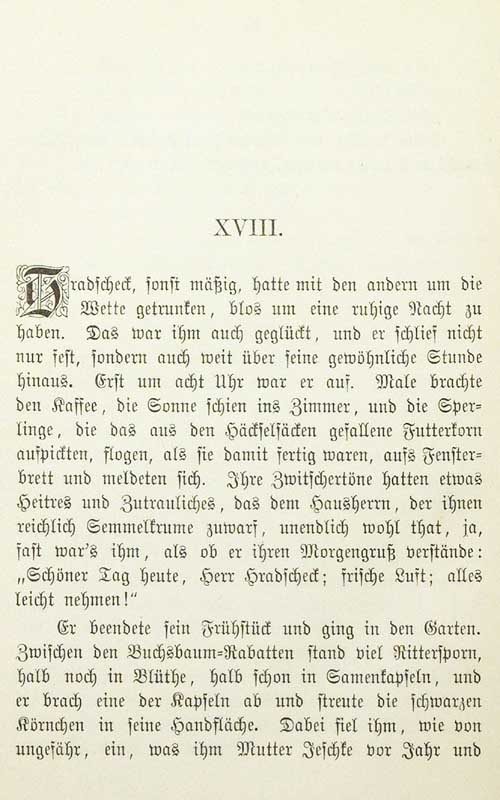 XVIII.
Hradscheck, sonst mäßig, hatte mit den andern um die
Wette getrunken, blos um eine ruhige Nacht zu
haben. Das war ihm auch geglückt, und er schlief nicht
nur fest, sondern auch weit über seine gewöhnliche Stunde
hinaus. Erst um acht Uhr war er auf. Male brachte
den Kaffee, die Sonne schien ins Zimmer, und die Sper-
linge, die das aus den Häckselsäcken gefallene Futterkorn
aufpickten, flogen, als sie damit fertig waren, aufs Fenster-
brett und meldeten sich. Ihre Zwitschertöne hatten etwas
Heitres und Zutrauliches, das dem Hausherrn, der ihnen
reichlich Semmelkrume zuwarf, unendlich wohl that, ja,
fast war's ihm, als ob er ihren Morgengruß verstände:
„Schöner Tag heute, Herr Hradscheck; frische Luft; alles
leicht nehmen!“
Er beendete sein Frühstück und ging in den Garten.
Zwischen den Buchsbaum-Rabatten stand viel Rittersporn,
halb noch in Blüthe, halb schon in Samenkapseln, und
er brach eine der Kapseln ab und streute die schwarzen
Körnchen in seine Handfläche. Dabei fiel ihm, wie von
ungefähr, ein, was ihm Mutter Jeschke vor Jahr und